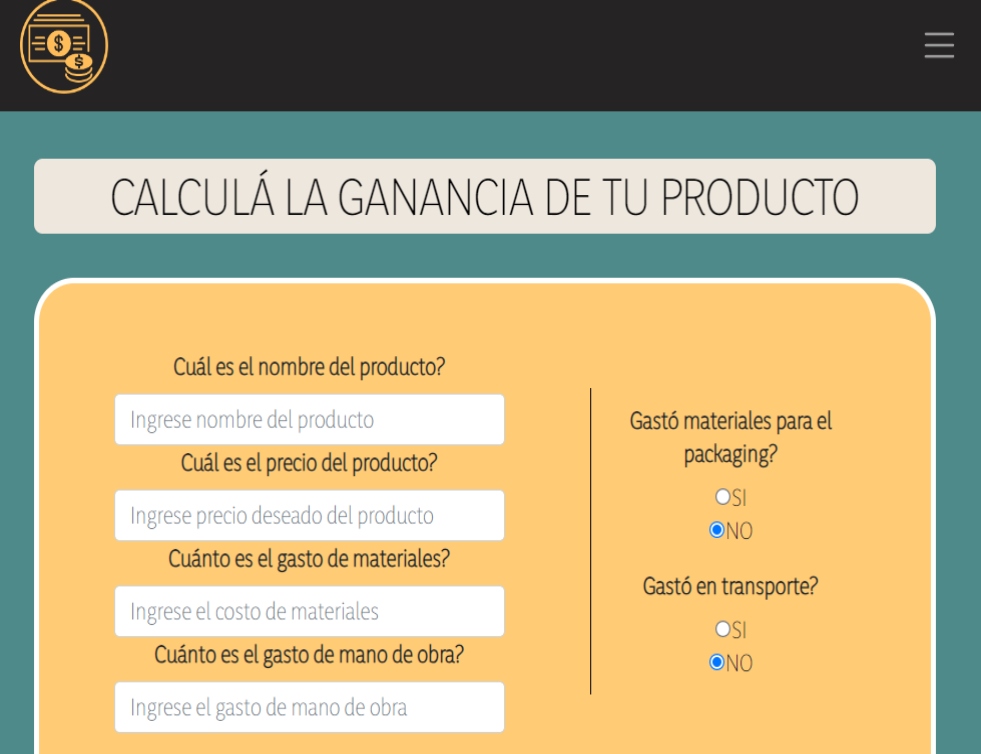 $
$
CALCULÁ LA GANANCIA DE TU PRODUCTO
Cuál es el nombre del producto?
Ingrese nombre del producto
Cuál es el precio del producto?
Ingrese precio deseado del producto
Cuánto es el gasto de materiales?
Ingrese el costo de materiales
Cuánto es el gasto de mano de obra?
Ingrese el gasto de mano de obra
Gastó materiales para el
packaging?
SI
NO
Gastó en transporte?
SI
NO